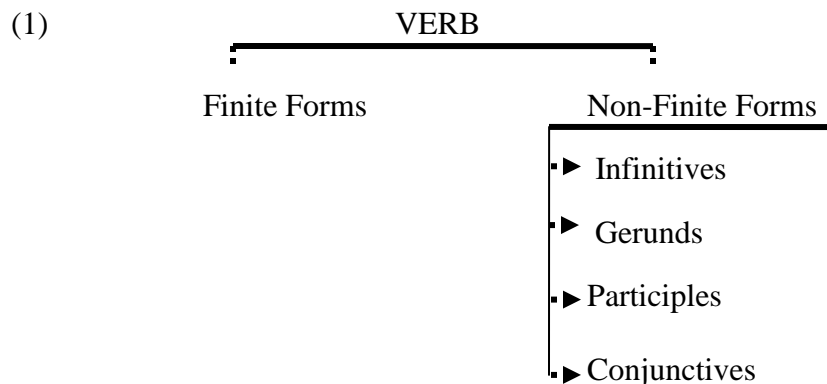 (1) VERB
Finite Forms Non-Finite Forms
Infinitives
Gerunds
Participles
Conjunctives